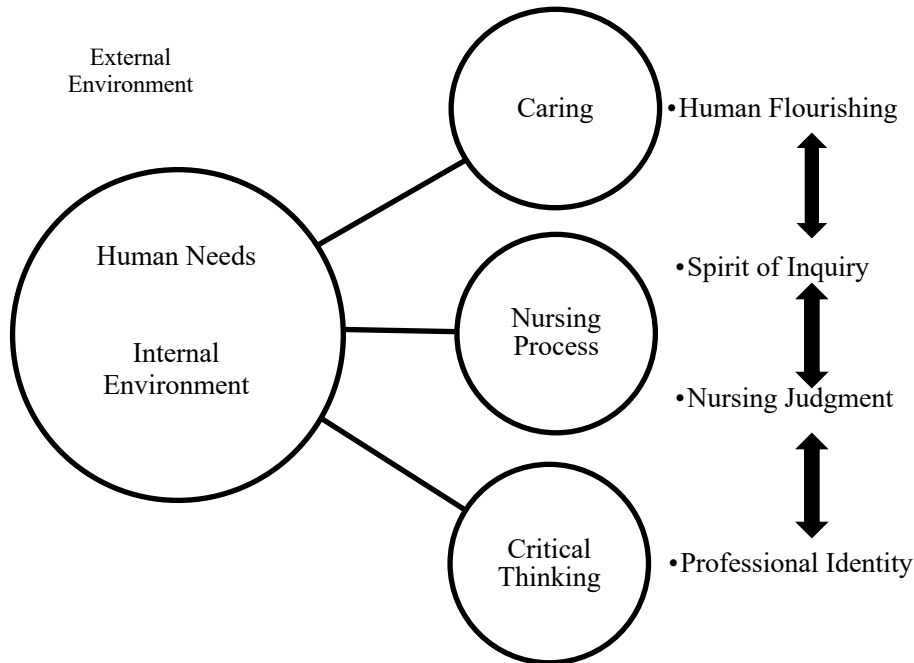 External
Environment
Caring
•Human Flourishing
Human Needs
Internal
Environment
Nursing
Process
•Spirit of Inquiry
•Nursing Judgment
Critical
Thinking
•Professional Identity